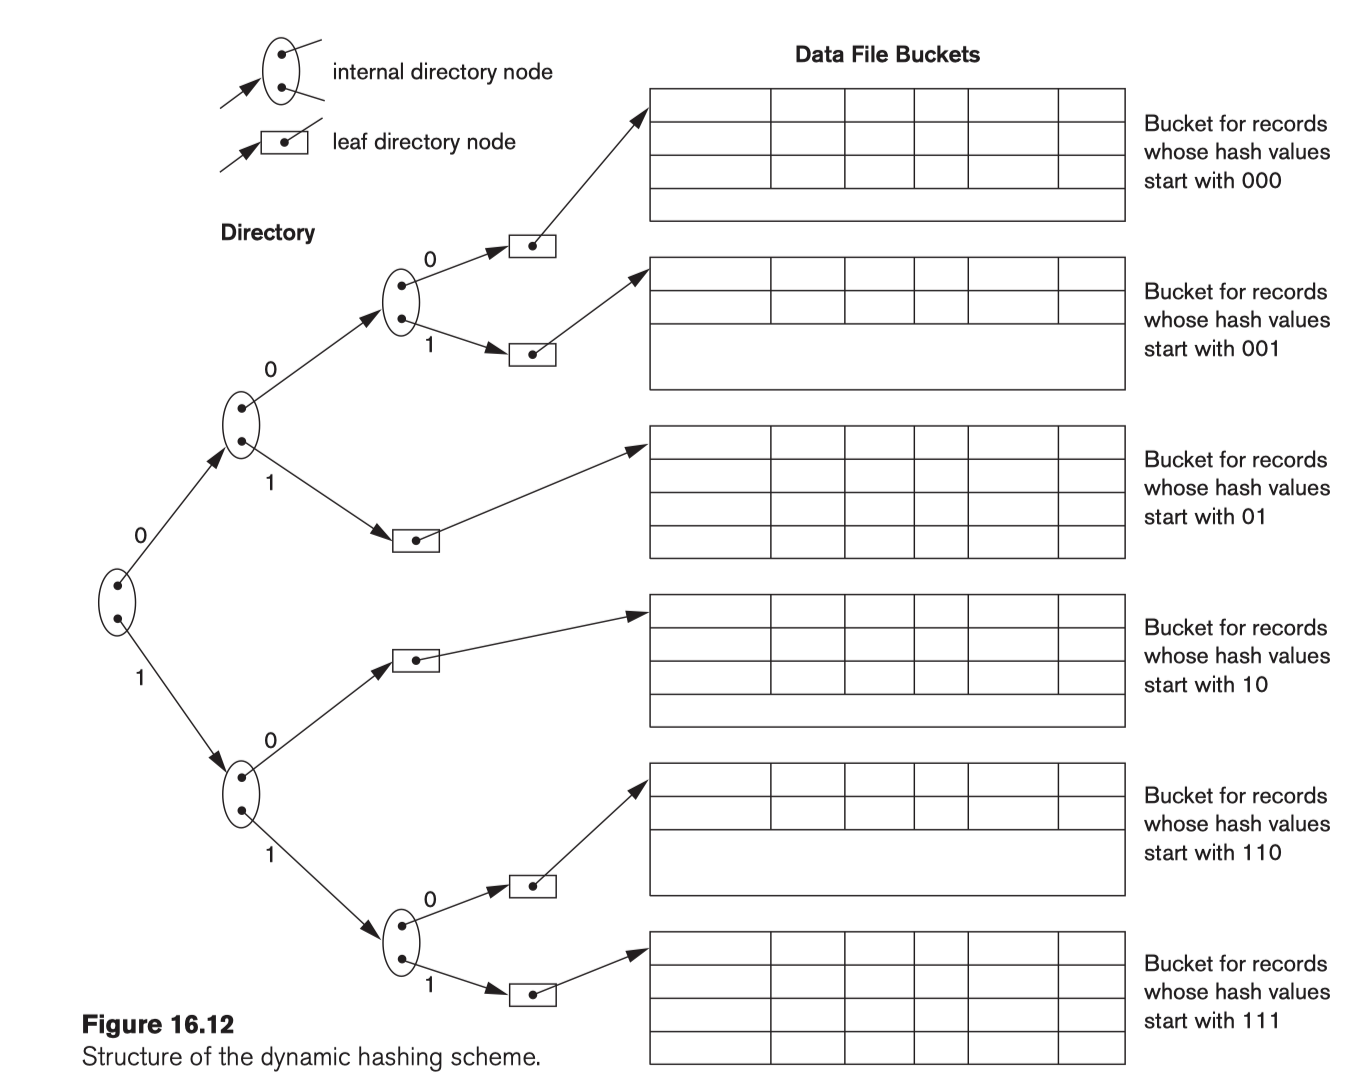 Data File Buckets
internal directory node
leaf directory node
Directory
0
1
0
1
0
1
0
1
0
1
Bucket for records
whose hash values
start with 000
Bucket for records
whose hash values
start with 001
Bucket for records
whose hash values
start with 01
Bucket for records
whose hash values
start with 10
Bucket for records
whose hash values
start with 110
Bucket for records
whose hash values
start with 111
Figure 16.12
Structure of the dynamic hashing scheme.